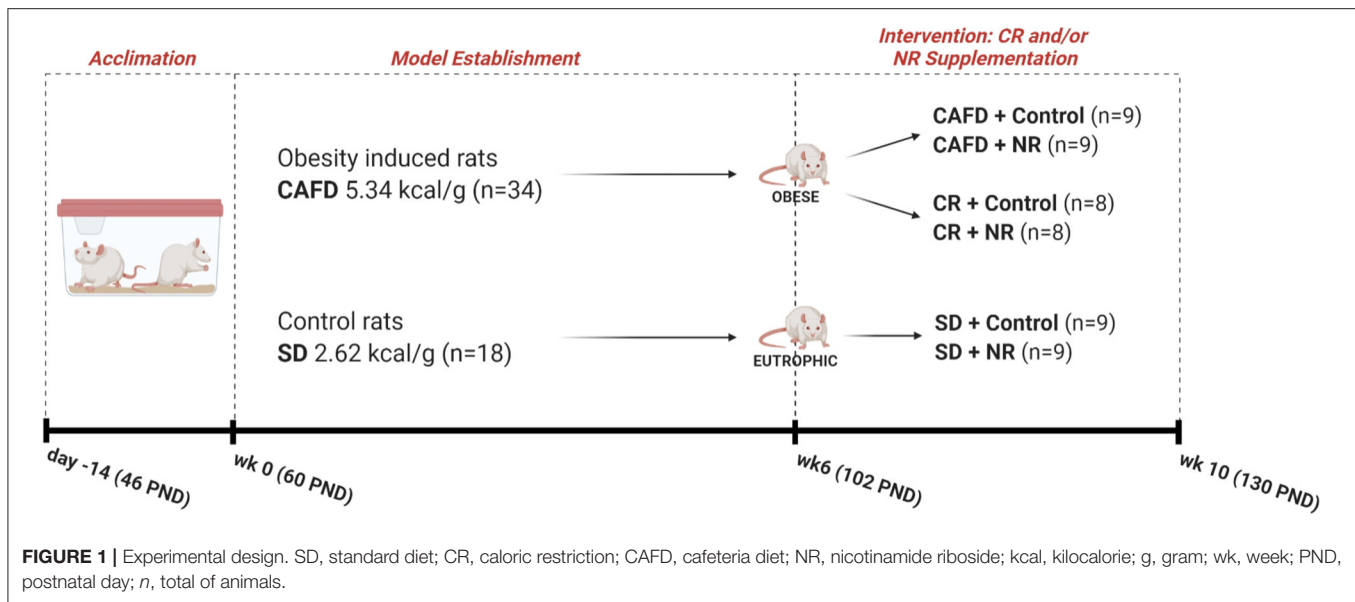 Acclimation
Model Establishment
Intervention: CR and/or
NR Supplementation
Obesity induced rats
CAFD 5.34 kcal/g (n=34)
OBESE
CAFD + Control (n=9)
CAFD + NR (n=9)
CR + Control (n=8)
CR + NR (n=8)
Control rats
SD 2.62 kcal/g (n=18)
EUTROPHIC
SD + Control (n=9)
SD + NR (n=9)
day -14 (46 PND)
wk 0 (60 PND)
wk6 (102 PND)
wk 10 (130 PND)
FIGURE 1 | Experimental design. SD, standard diet; CR, caloric restriction; CAFD, cafeteria diet; NR, nicotinamide riboside; kcal, kilocalorie; g, gram; wk, week; PND,
postnatal day; n, total of animals.